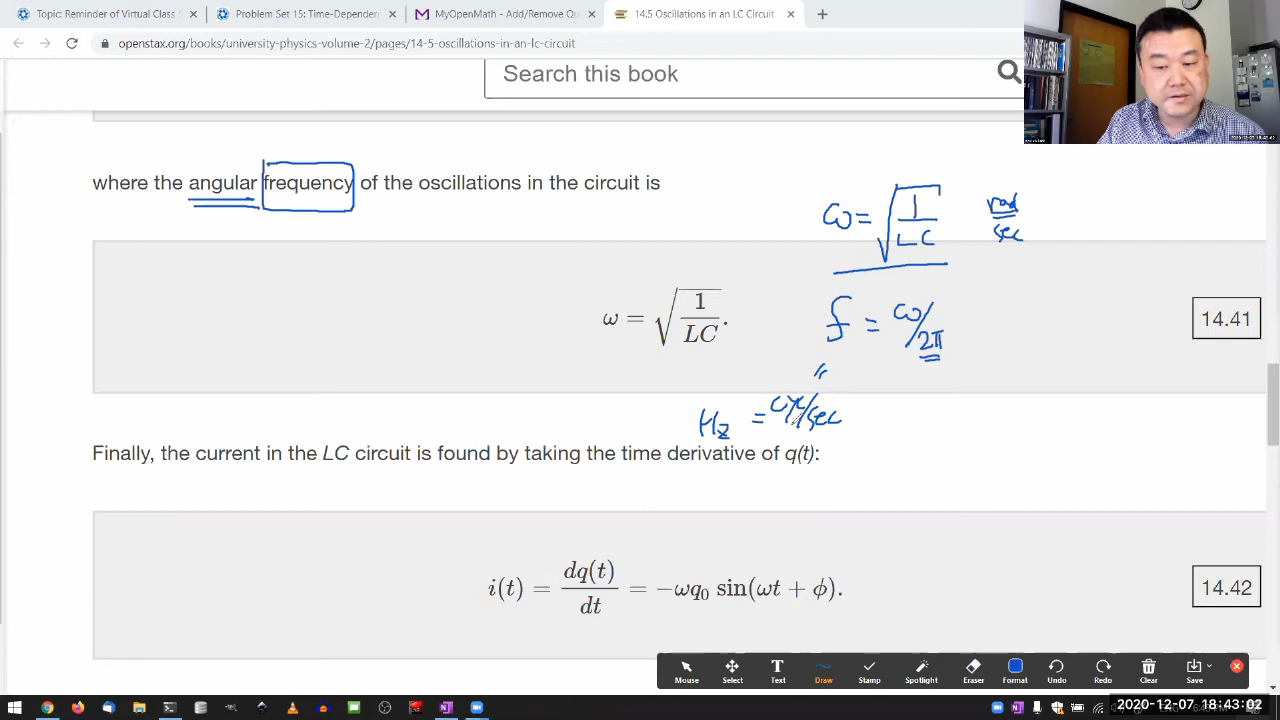 Topic: Reminder of Virtual Class
Problem Set 15: Time-Dependen
MyOpenMath - Add/Remove Qu
14.5 Oscillations in an LC Circuit
openstax.org/books/university-physics-volume-2/pages/14-5-oscillations-in-an-lc-circuit
Search this book
where the angular frequency of the oscillations in the circuit is
ω = √(1/LC)
rad/sec
ω = √(1/LC). 14.41
f = ω/2π
Hz = cyc/sec
Finally, the current in the LC circuit is found by taking the time derivative of q(t):
i(t) = dq(t)/dt = −ωq₀ sin(ωt + ϕ). 14.42
Mouse Select Text Draw Stamp Spotlight Eraser Format Undo Redo Clear Save
2020-12-07 18:43:02